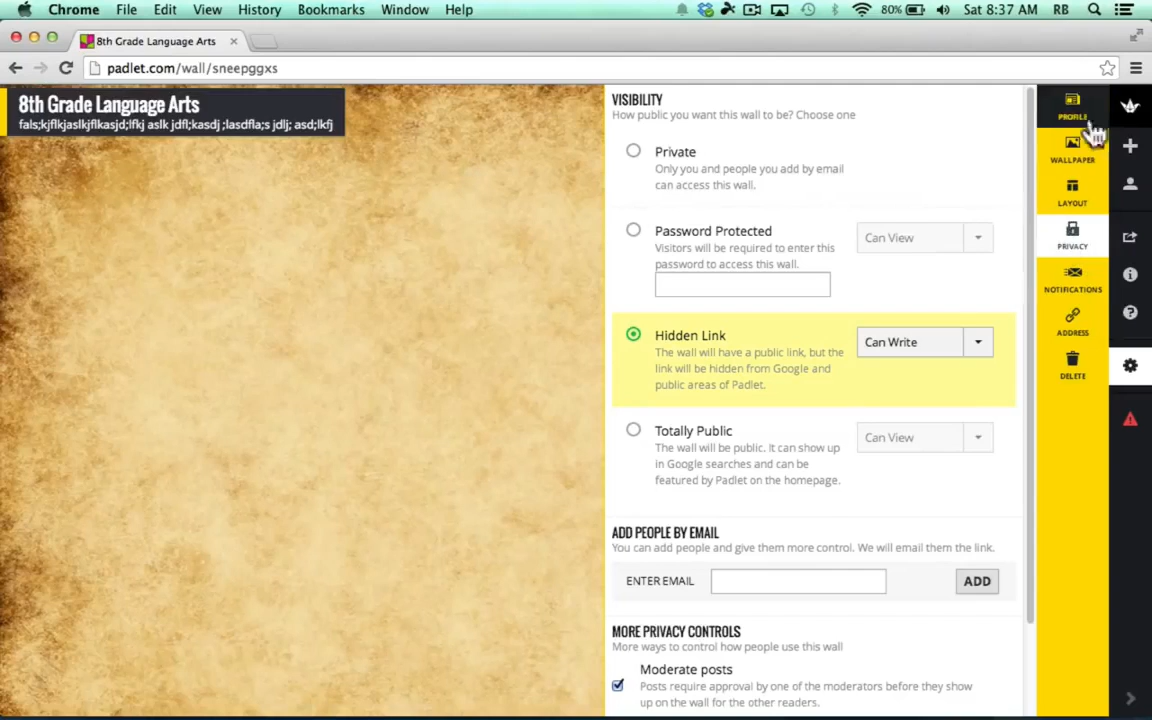 Chrome File Edit View History Bookmarks Window Help 80% Sat 8:37 AM RB
8th Grade Language Arts
padlet.com/wall/sneepggxs
8th Grade Language Arts
fals;kjflkjaslkjflkasjd;lfkj aslk jdfl;kasdj ;lasdfla;s jdlj; asd;lkfj
VISIBILITY
How public you want this wall to be? Choose one
Private
Only you and people you add by email
can access this wall.
Password Protected
Can View
Visitors will be required to enter this
password to access this wall.
Hidden Link
Can Write
The wall will have a public link, but the
link will be hidden from Google and
public areas of Padlet.
Totally Public
Can View
The wall will be public. It can show up
in Google searches and can be
featured by Padlet on the homepage.
ADD PEOPLE BY EMAIL
You can add people and give them more control. We will email them the link.
ENTER EMAIL
ADD
MORE PRIVACY CONTROLS
More ways to control how people use this wall
Moderate posts
Posts require approval by one of the moderators before they show
up on the wall for the other readers.
PROFILE
WALLPAPER
LAYOUT
PRIVACY
NOTIFICATIONS
ADDRESS
DELETE